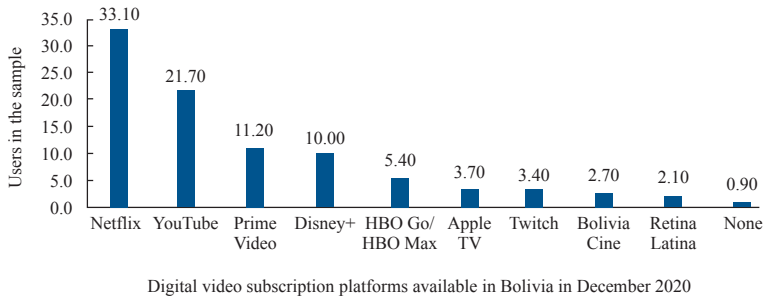 35.0
30.0
25.0
20.0
15.0
10.0
5.0
0.0
Users in the sample
33.10
21.70
11.20
10.00
5.40
3.70
3.40
2.70
2.10
0.90
Netflix
YouTube
Prime
Video
Disney+
HBO Go/
HBO Max
Apple
TV
Twitch
Bolivia
Cine
Retina
Latina
None
Digital video subscription platforms available in Bolivia in December 2020